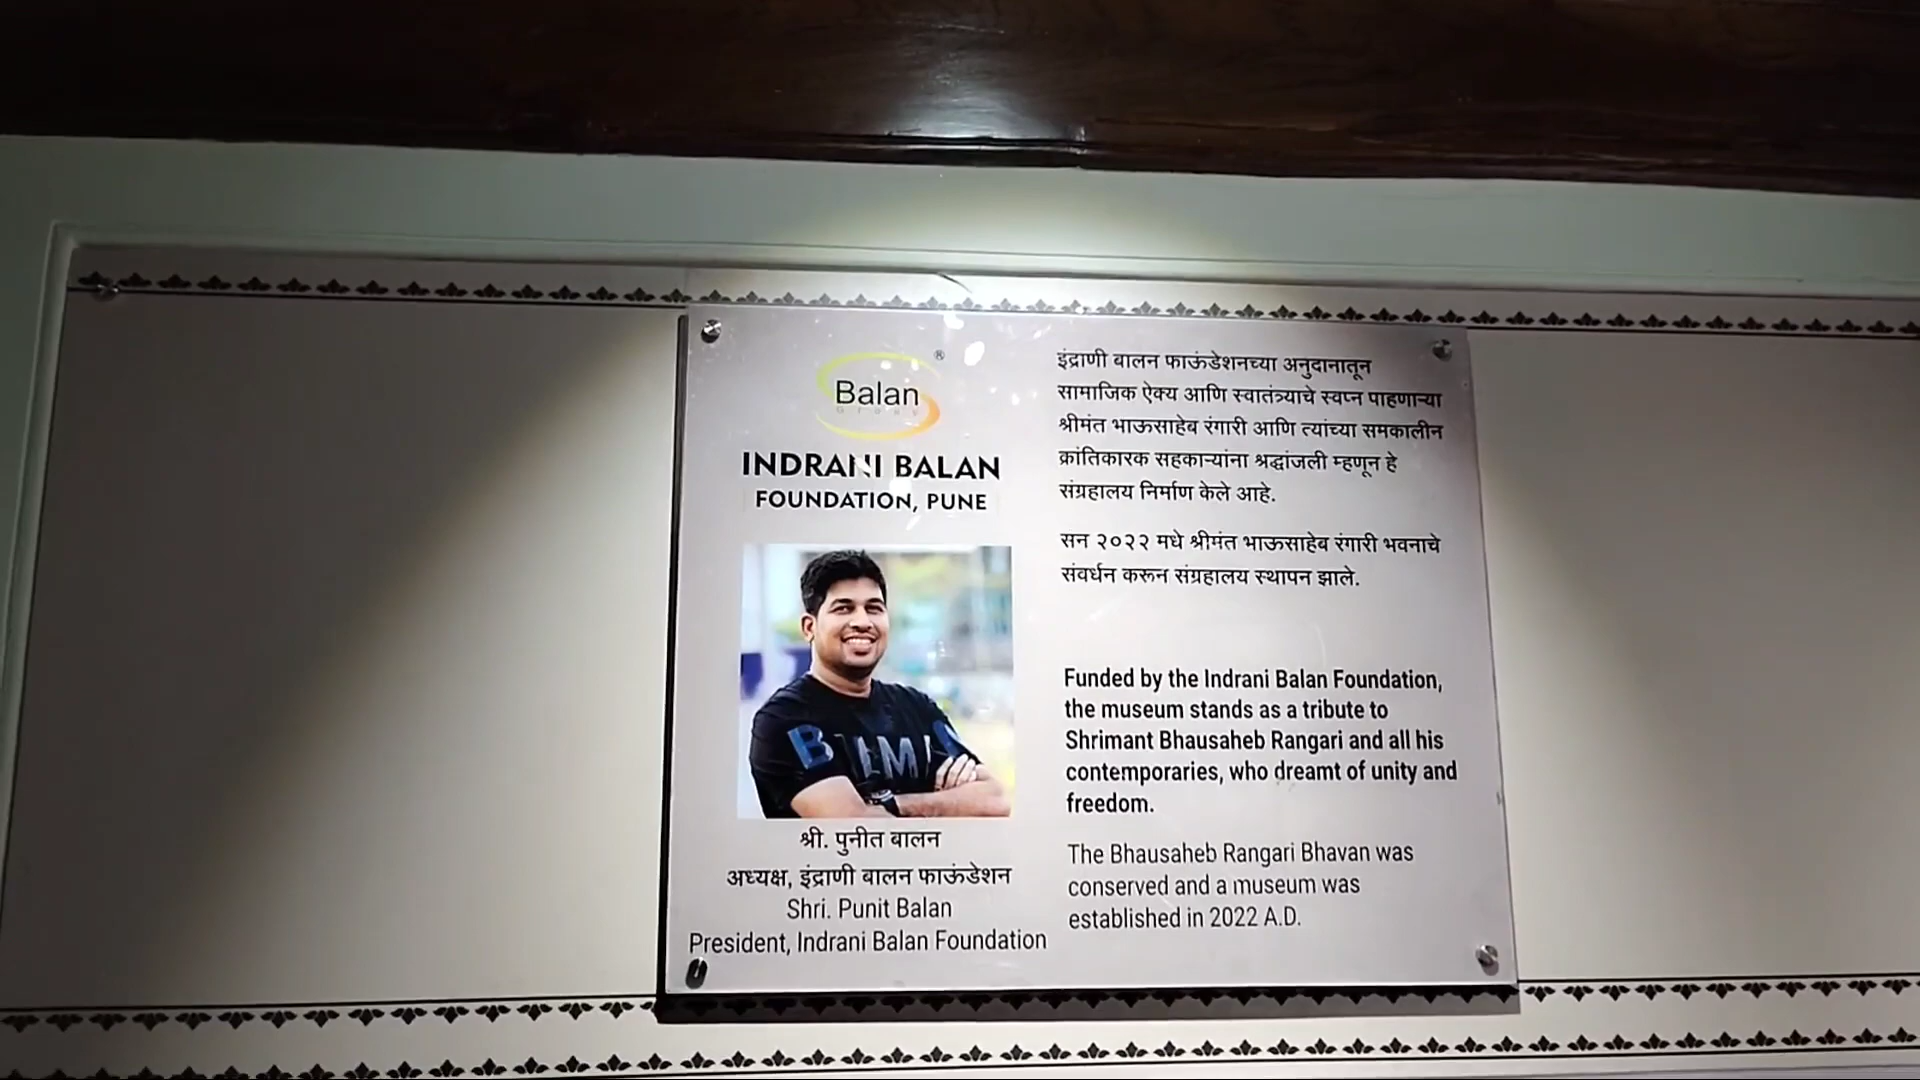 Balan
Group
®
INDRANI BALAN
FOUNDATION, PUNE
श्री. पुनीत बालन
अध्यक्ष, इंद्राणी बालन फाऊंडेशन
Shri. Punit Balan
President, Indrani Balan Foundation
इंद्राणी बालन फाऊंडेशनच्या अनुदानातून
सामाजिक ऐक्य आणि स्वातंत्र्याचे स्वप्न पाहणाऱ्या
श्रीमंत भाऊसाहेब रंगारी आणि त्यांच्या समकालीन
क्रांतिकारक सहकाऱ्यांना श्रद्धांजली म्हणून हे
संग्रहालय निर्माण केले आहे.
सन २०२२ मधे श्रीमंत भाऊसाहेब रंगारी भवनाचे
संवर्धन करून संग्रहालय स्थापन झाले.
Funded by the Indrani Balan Foundation,
the museum stands as a tribute to
Shrimant Bhausaheb Rangari and all his
contemporaries, who dreamt of unity and
freedom.
The Bhausaheb Rangari Bhavan was
conserved and a museum was
established in 2022 A.D.